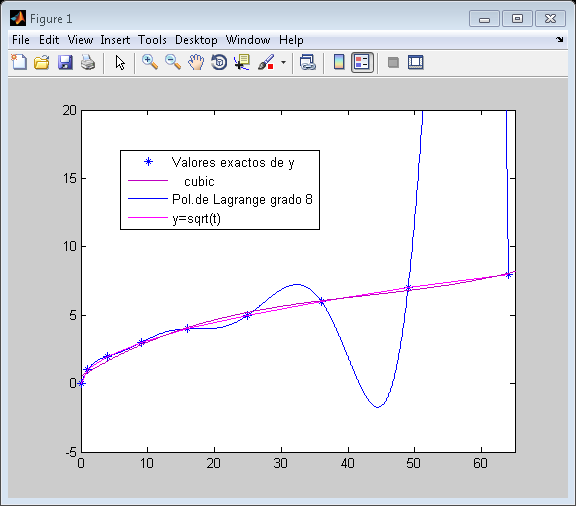 Figure 1
File Edit View Insert Tools Desktop Window Help
20
15
10
5
0
-5
0 10 20 30 40 50 60
Valores exactos de y
cubic
Pol.de Lagrange grado 8
y=sqrt(t)